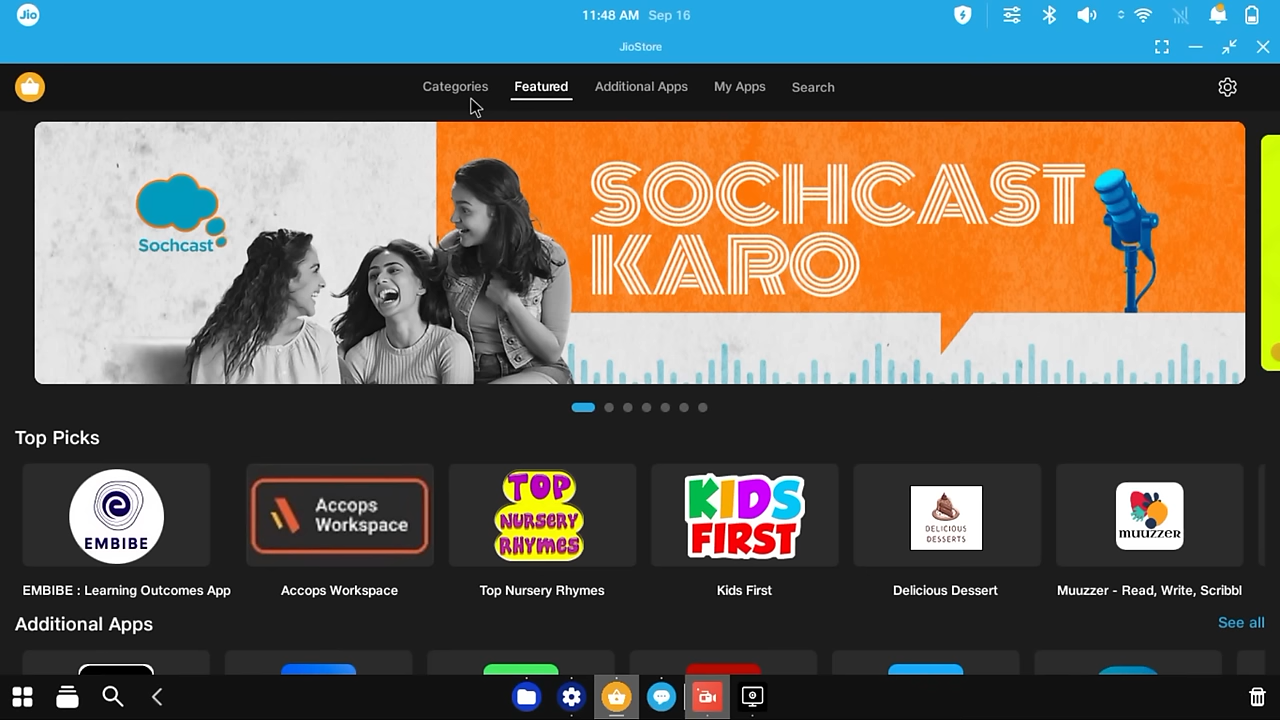 Jio
11:48 AM Sep 16
JioStore
Categories
Featured
Additional Apps
My Apps
Search
Sochcast
SOCHCAST
KARO
Top Picks
EMBIBE
Accops
Workspace
TOP
NURSERY
RHYMES
KIDS
FIRST
DELICIOUS
DESSERTS
muuzzer
EMBIBE : Learning Outcomes App
Accops Workspace
Top Nursery Rhymes
Kids First
Delicious Dessert
Muuzzer - Read, Write, Scribbl
Additional Apps
See all